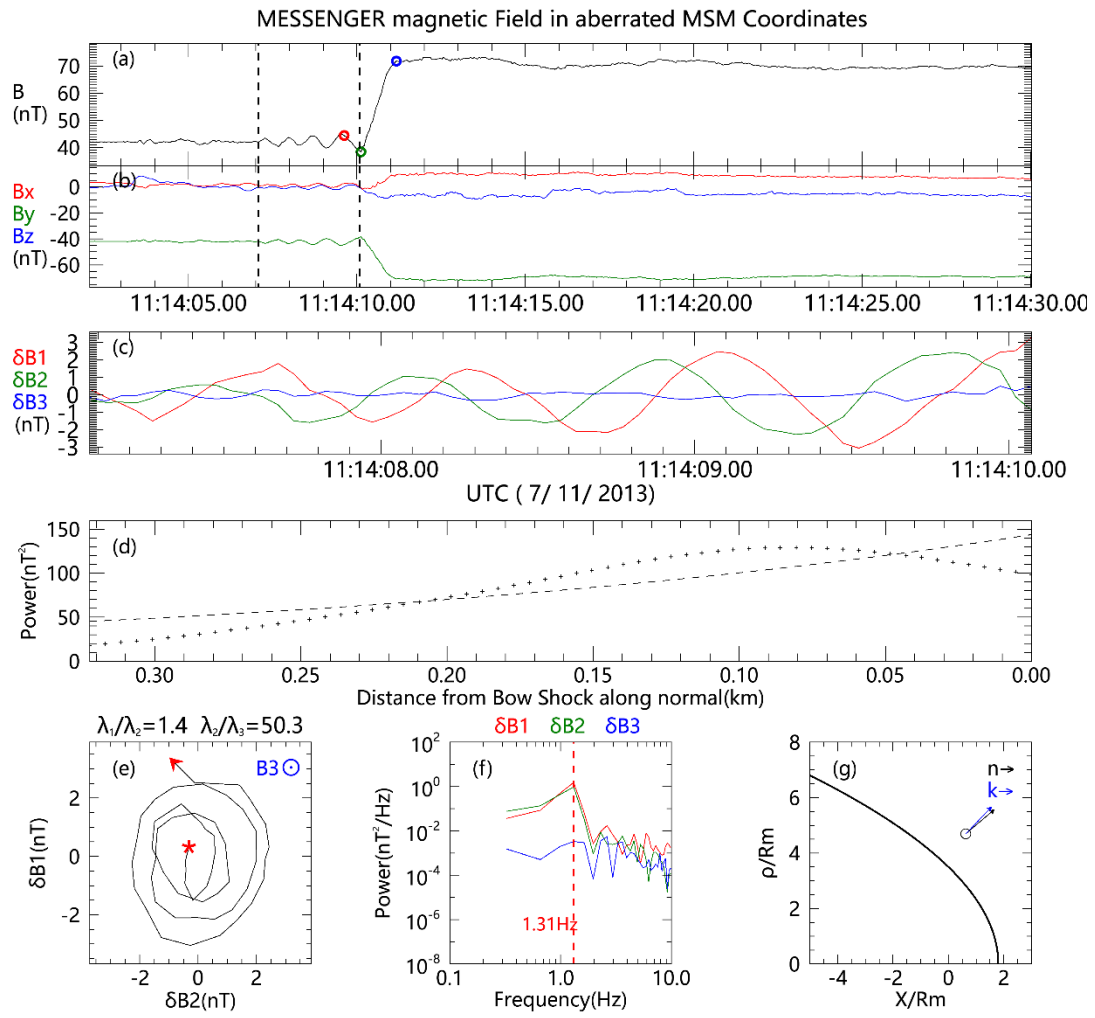 MESSENGER magnetic Field in aberrated MSM Coordinates
(a)
B
(nT)
70
60
50
40
(b)
Bx
By
Bz
(nT)
0
-20
-40
-60
11:14:05.00 11:14:10.00 11:14:15.00 11:14:20.00 11:14:25.00 11:14:30.00
(c)
δB1
δB2
δB3
(nT)
3
2
1
0
-1
-2
-3
11:14:08.00 11:14:09.00 11:14:10.00
UTC ( 7/ 11/ 2013)
(d)
Power(nT²)
150
100
50
0
0.30 0.25 0.20 0.15 0.10 0.05 0.00
Distance from Bow Shock along normal(km)
λ₁/λ₂=1.4 λ₂/λ₃=50.3
(e)
B3
δB1(nT)
2
0
-2
-2 0 2
δB2(nT)
δB1 δB2 δB3
(f)
Power(nT²/Hz)
10²
10⁰
10⁻²
10⁻⁴
10⁻⁶
10⁻⁸
1.31Hz
0.1 1.0 10.0
Frequency(Hz)
(g)
n→
k→
ρ/Rm
8
6
4
2
0
-4 -2 0 2
X/Rm